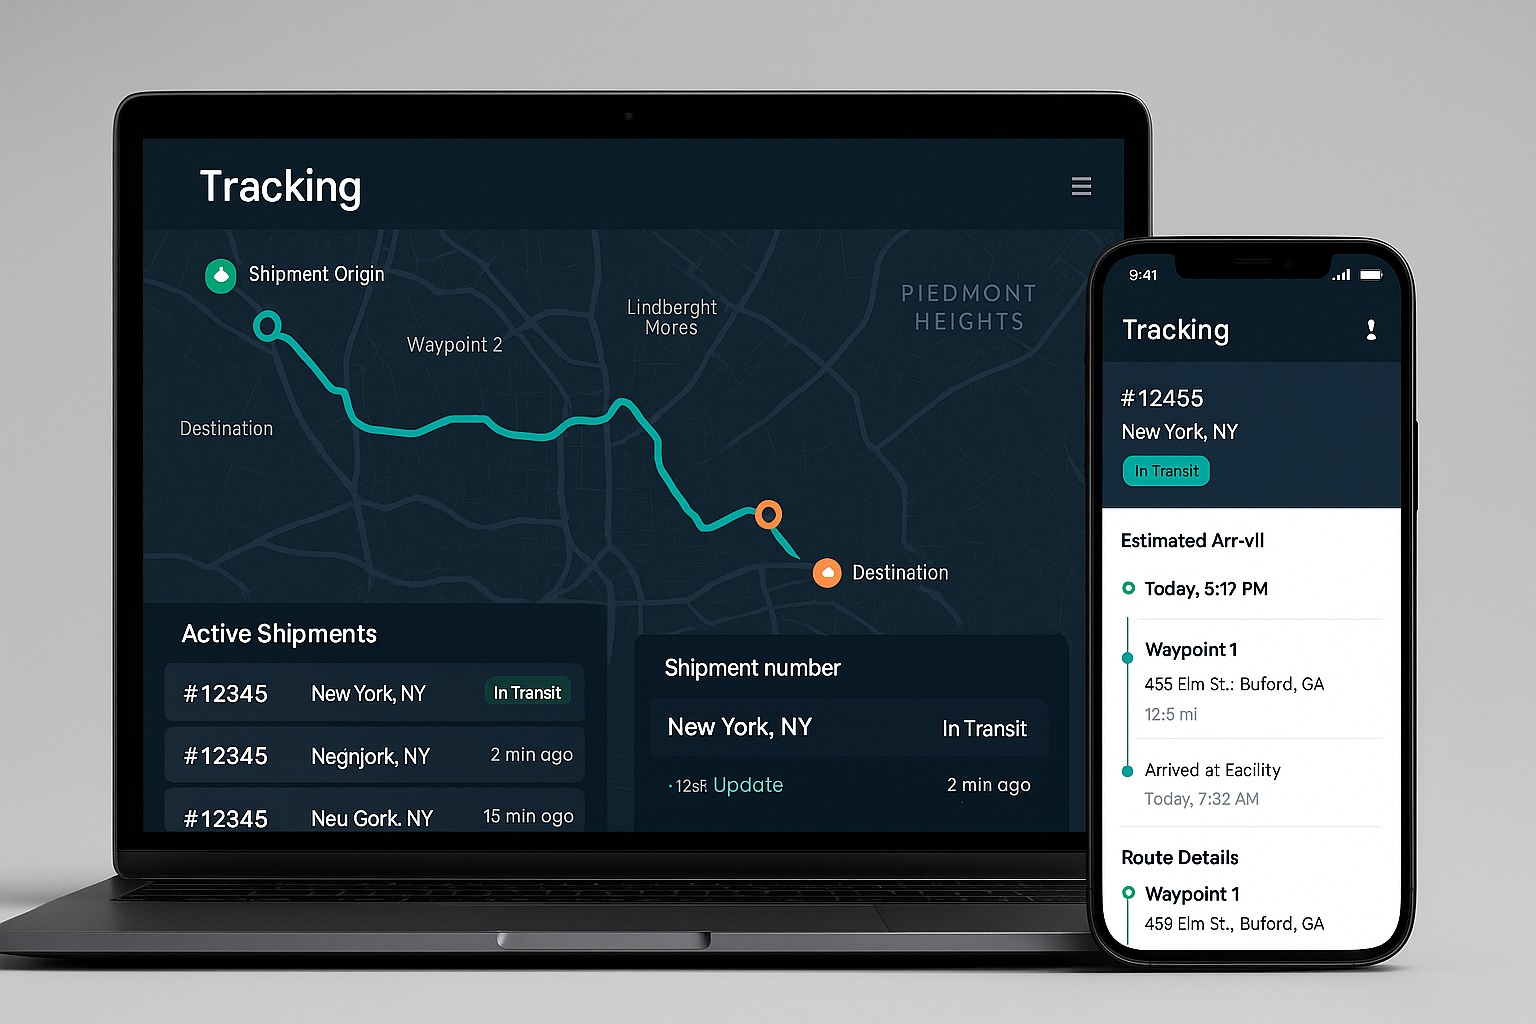 Tracking
Shipment Origin
Waypoint 2
Lindberght
Mores
PIEDMONT
HEIGHTS
Destination
Destination
Active Shipments
#12345 New York, NY In Transit
#12345 Negnjork, NY 2 min ago
#12345 Neu Gork. NY 15 min ogo
Shipment number
New York, NY In Transit
Update 2 min ago
9:41
Tracking
#12455
New York, NY
In Transit
Estimated Arr-vll
Today, 5:17 PM
Waypoint 1
455 Elm St.: Buford, GA
12:5 mi
Arrived at Eacility
Today, 7:32 AM
Route Details
Waypoint 1
459 Elm St., Buford, GA